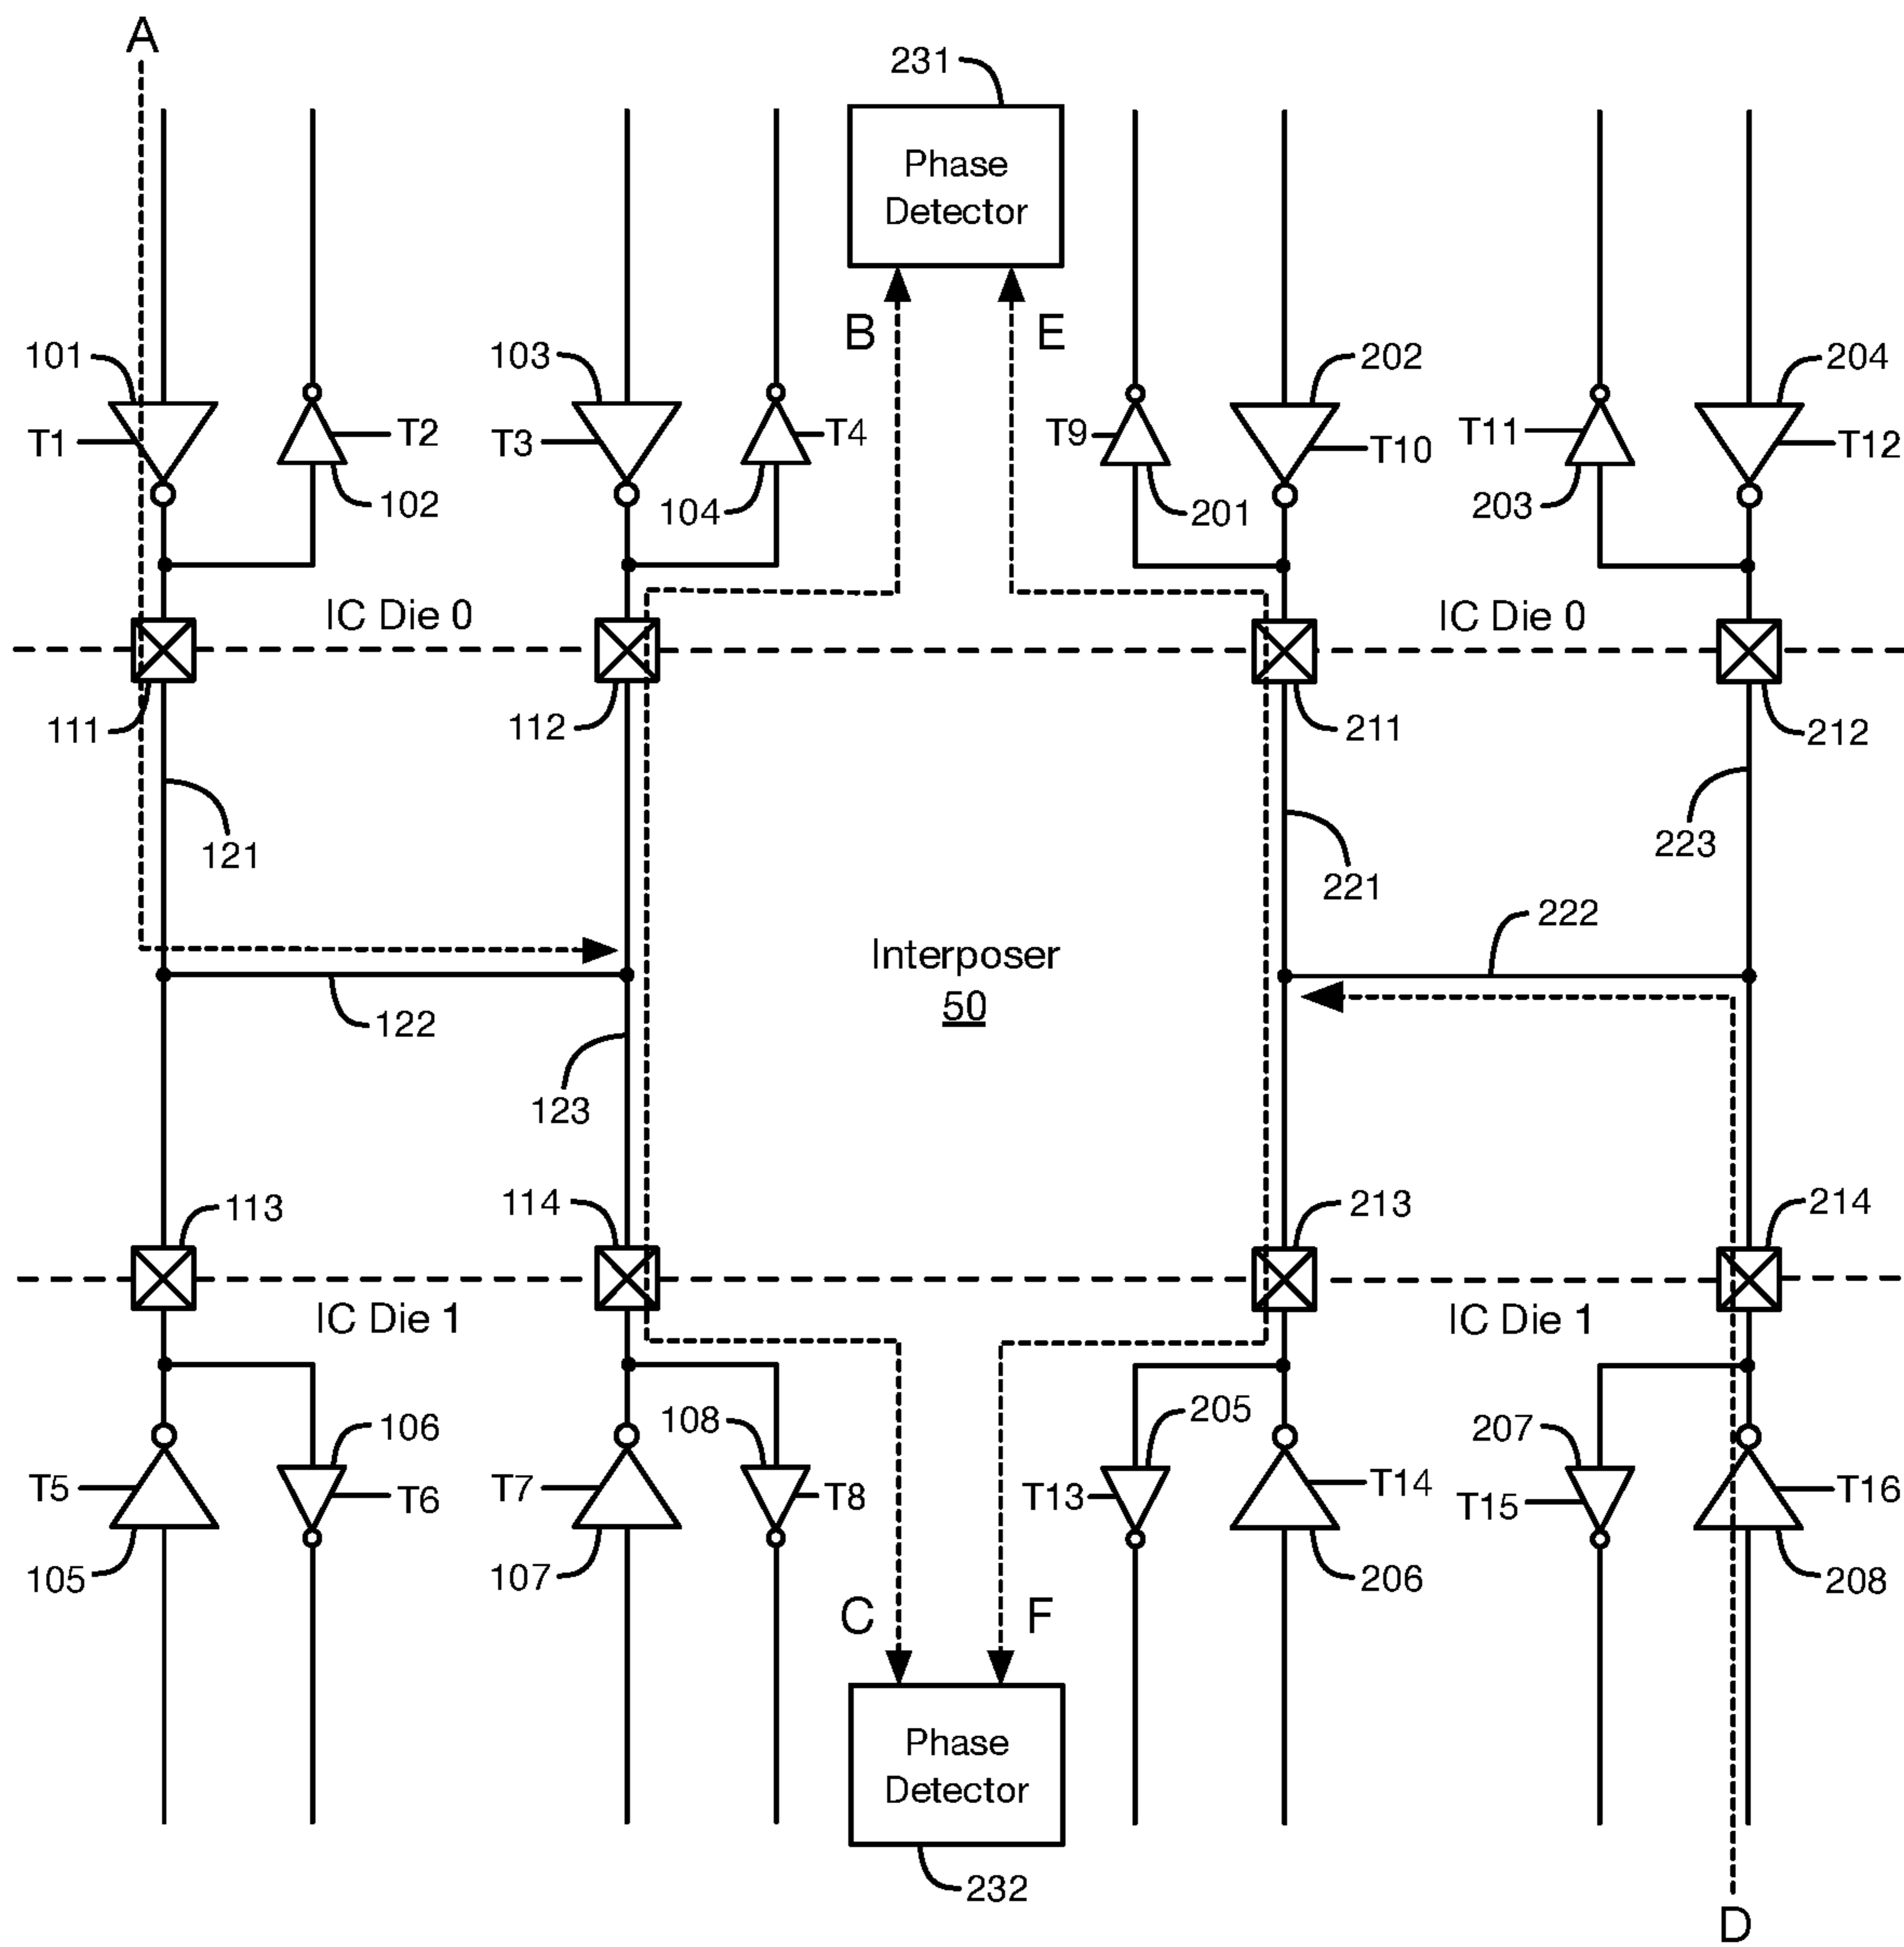 A
231
Phase
Detector
B
E
101
103
202
204
T1
T2
T3
T4
T9
T10
T11
T12
102
104
201
203
IC Die 0
IC Die 0
111
112
211
212
121
221
223
222
Interposer
50
122
123
113
114
213
214
IC Die 1
IC Die 1
106
108
205
207
T5
T6
T7
T8
T13
T14
T15
T16
105
107
206
208
C
F
Phase
Detector
232
D